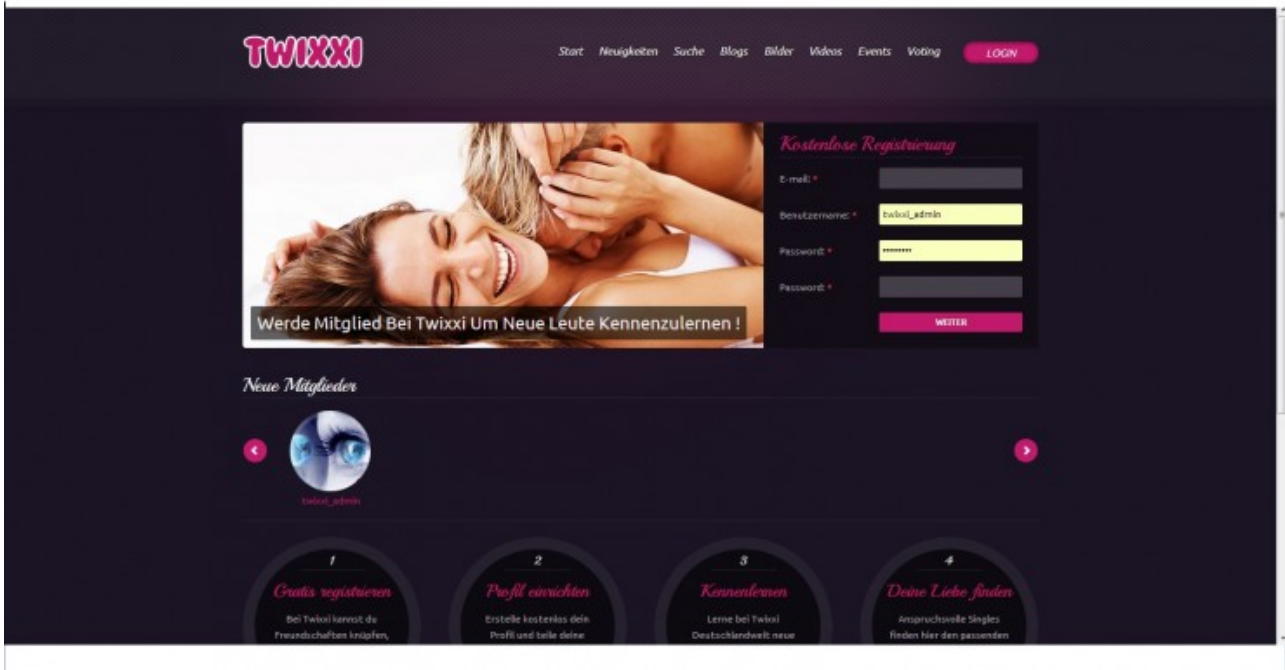 TWIXXI
Start Neuigkeiten Suche Blogs Bilder Videos Events Voting LOGIN
Kostenlose Registrierung
E-mail: *
Benutzername: * twixxi_admin
Password: * ••••••••
Password: *
WEITER
Werde Mitglied Bei Twixxi Um Neue Leute Kennenzulernen !
Neue Mitglieder
twixxi_admin
1
Gratis registrieren
Bei Twixxi kannst du
Freundschaften knüpfen,
2
Profil einrichten
Erstelle kostenlos dein
Profil und teile deine
3
Kennenlernen
Lerne bei Twixxi
Deutschlandweit neue
4
Deine Liebe finden
Anspruchsvolle Singles
finden hier den passenden